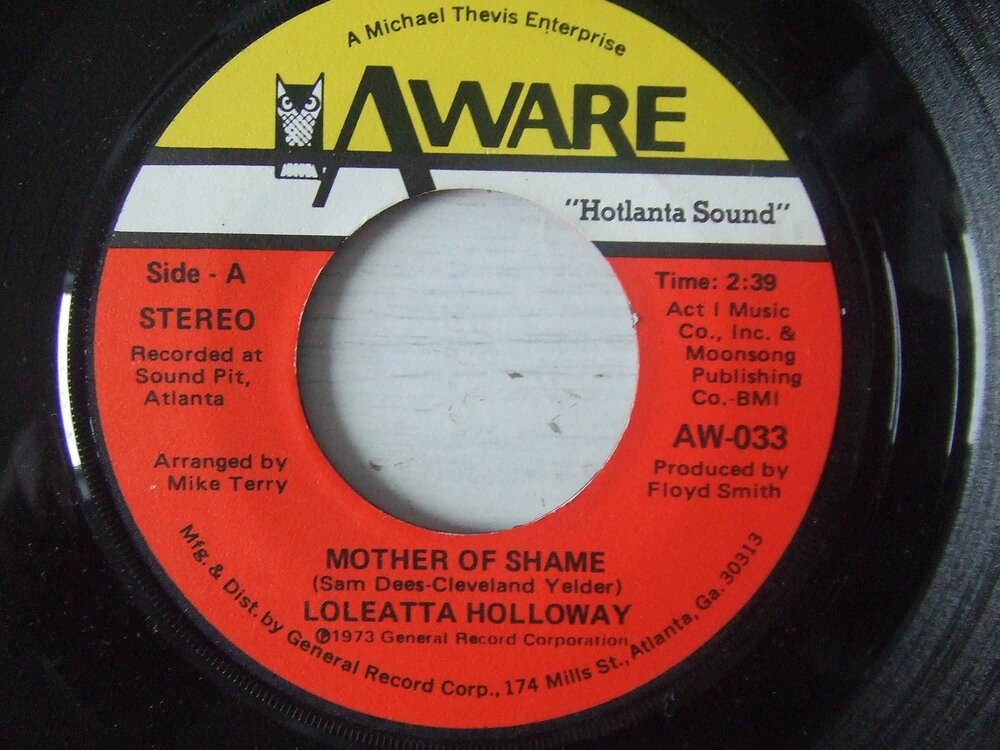 A Michael Thevis Enterprise
AWARE
"Hotlanta Sound"
Side - A
STEREO
Recorded at
Sound Pit,
Atlanta
Arranged by
Mike Terry
Time: 2:39
Act I Music
Co., Inc. &
Moonsong
Publishing
Co.-BMI
AW-033
Produced by
Floyd Smith
MOTHER OF SHAME
(Sam Dees-Cleveland Yelder)
LOLEATTA HOLLOWAY
Ⓟ1973 General Record Corporation
Mfg. & Dist. by General Record Corp., 174 Mills St., Atlanta, Ga. 30313